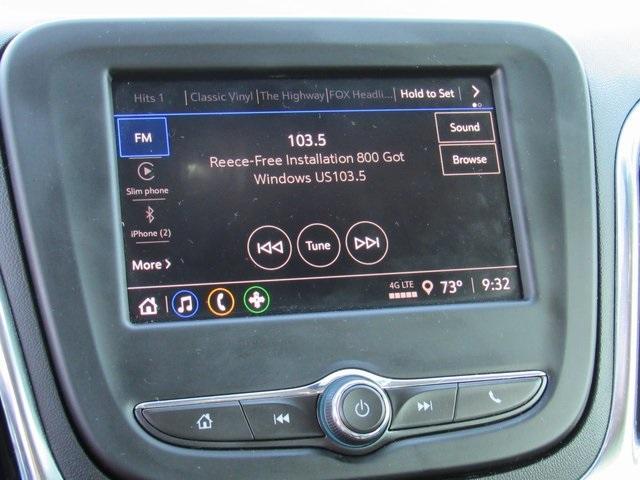 Hits 1 Classic Vinyl The Highway FOX Headli... Hold to Set
FM
103.5
Sound
Reece-Free Installation 800 Got
Browse
Windows US103.5
Slim phone
iPhone (2)
Tune
More
4G LTE 73° 9:32